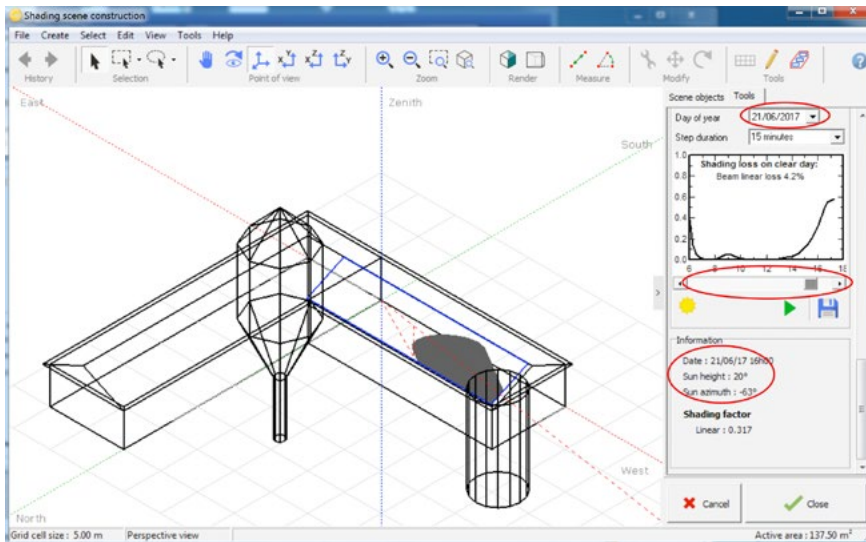 Shading scene construction
File Create Select Edit View Tools Help
History Selection Point of view Zoom Render Measure Modify Tools
East
Zenith
South
West
North
Scene objects Tools
Day of year 21/06/2017
Step duration 15 minutes
Shading loss on clear day:
Beam linear loss 4.2%
1.0
0.8
0.6
0.4
0.2
0.0
6 8 10 12 14 16 18
Information
Date : 21/06/17 16h00
Sun height : 20°
Sun azimuth : -63°
Shading factor
Linear : 0.317
Cancel Close
Grid cell size : 5.00 m Perspective view Active area : 137.50 m²